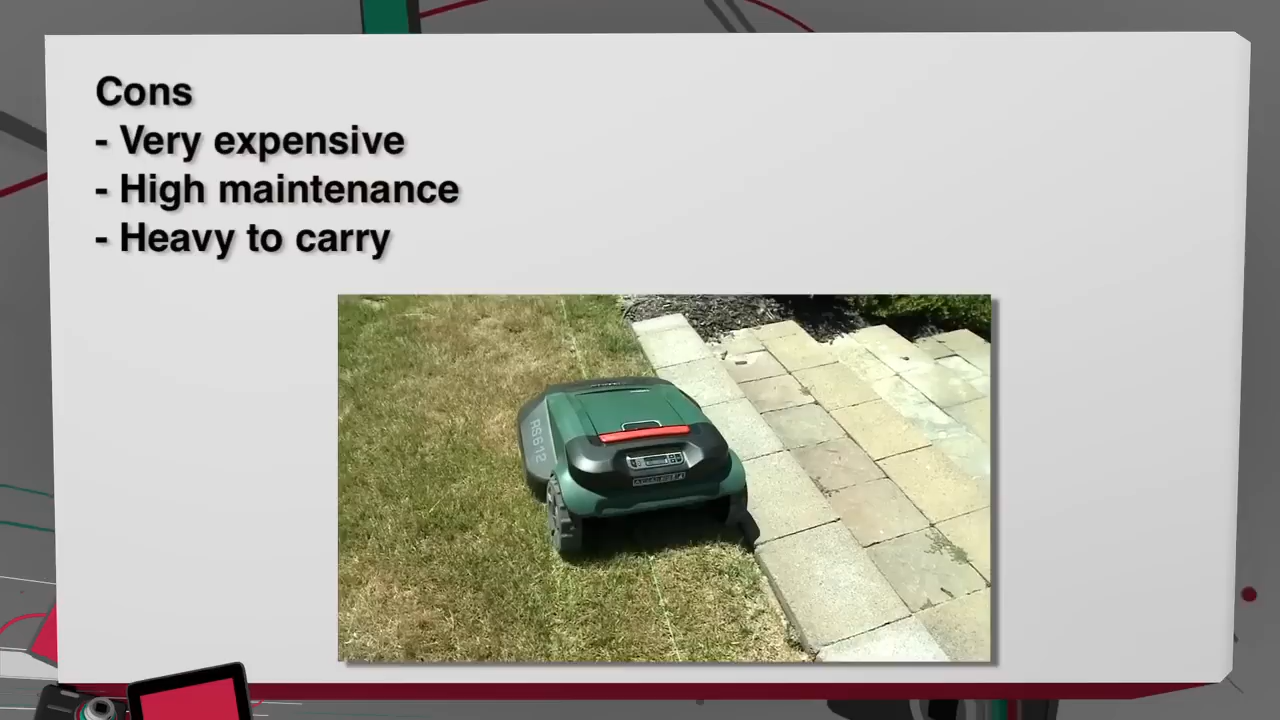 Cons
- Very expensive
- High maintenance
- Heavy to carry
RS612